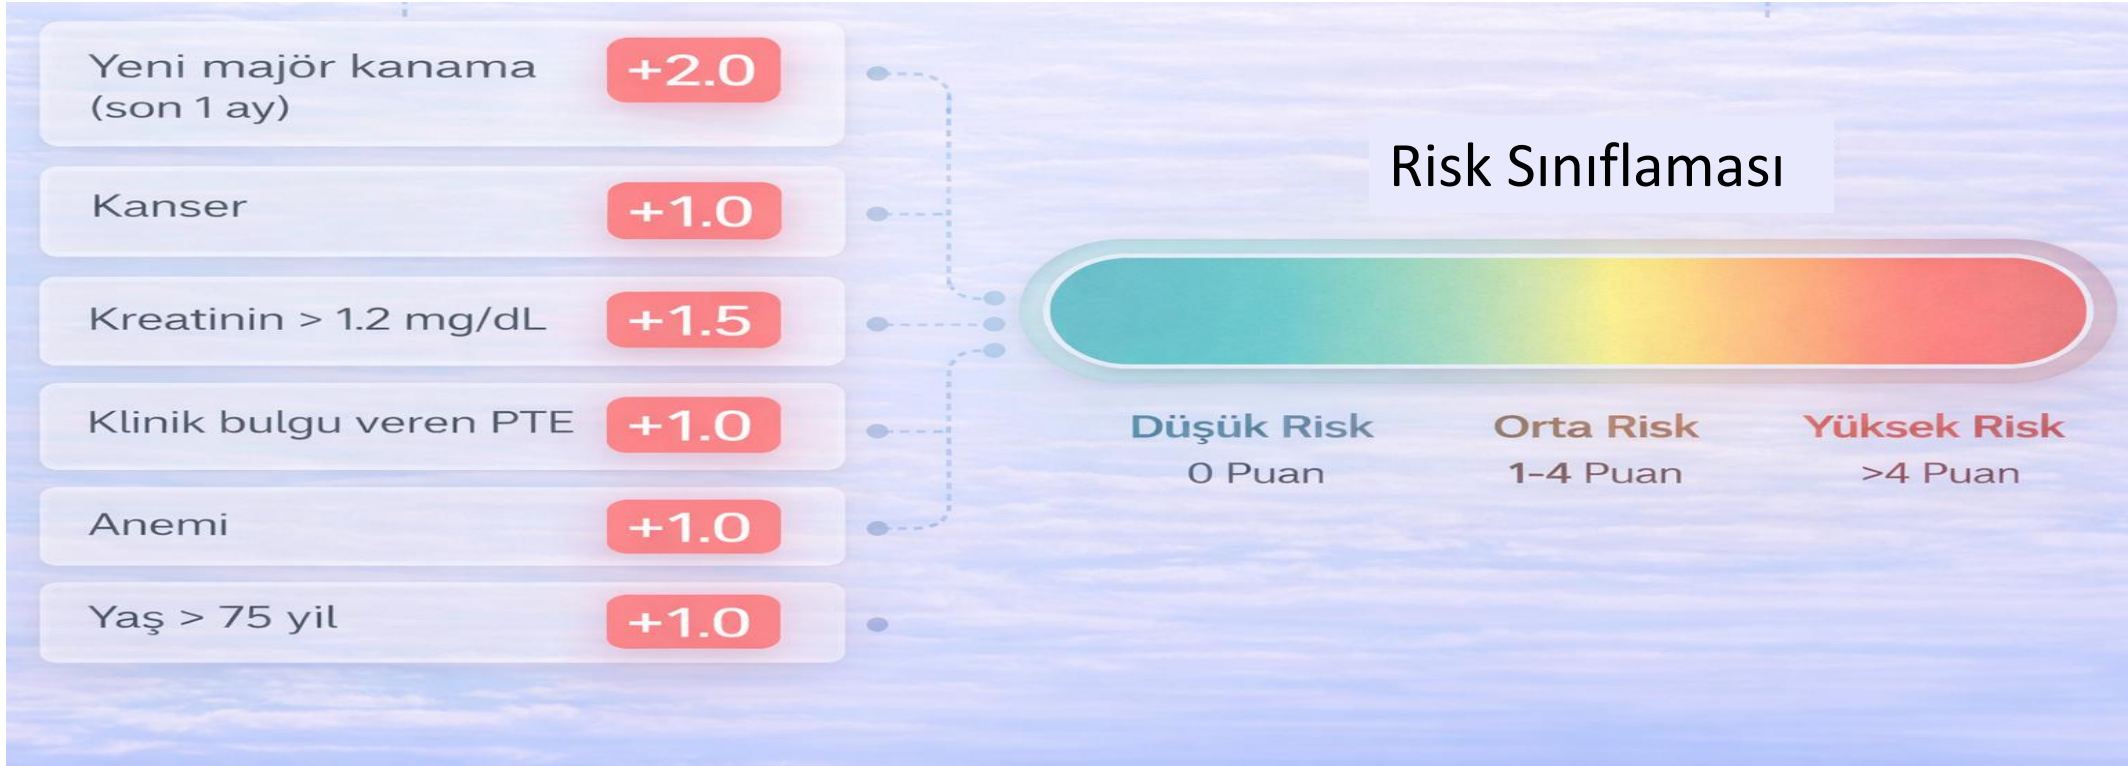 Yeni majör kanama
(son 1 ay)
+2.0
Kanser
+1.0
Kreatinin > 1.2 mg/dL
+1.5
Klinik bulgu veren PTE
+1.0
Anemi
+1.0
Yaş > 75 yil
+1.0
Risk Sınıflaması
Düşük Risk
0 Puan
Orta Risk
1-4 Puan
Yüksek Risk
>4 Puan